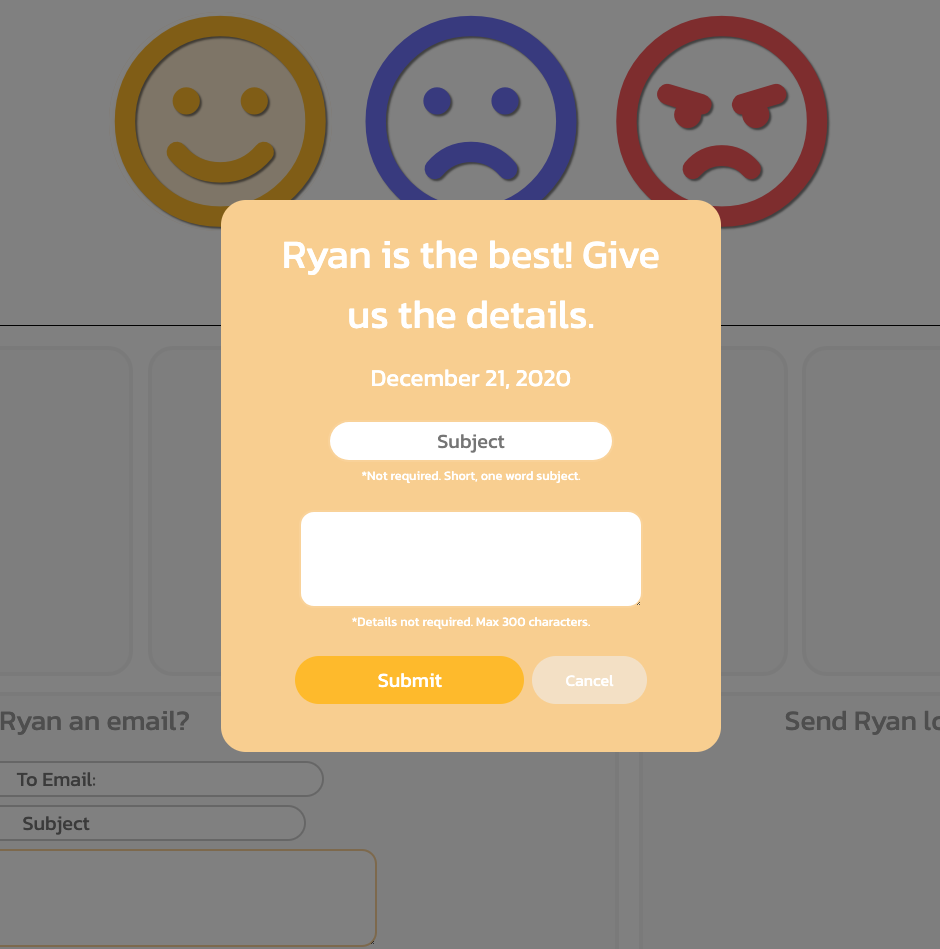 Ryan is the best! Give
us the details.
December 21, 2020
Subject
*Not required. Short, one word subject.
*Details not required. Max 300 characters.
Submit
Cancel
Ryan an email?
Send Ryan lo
To Email:
Subject